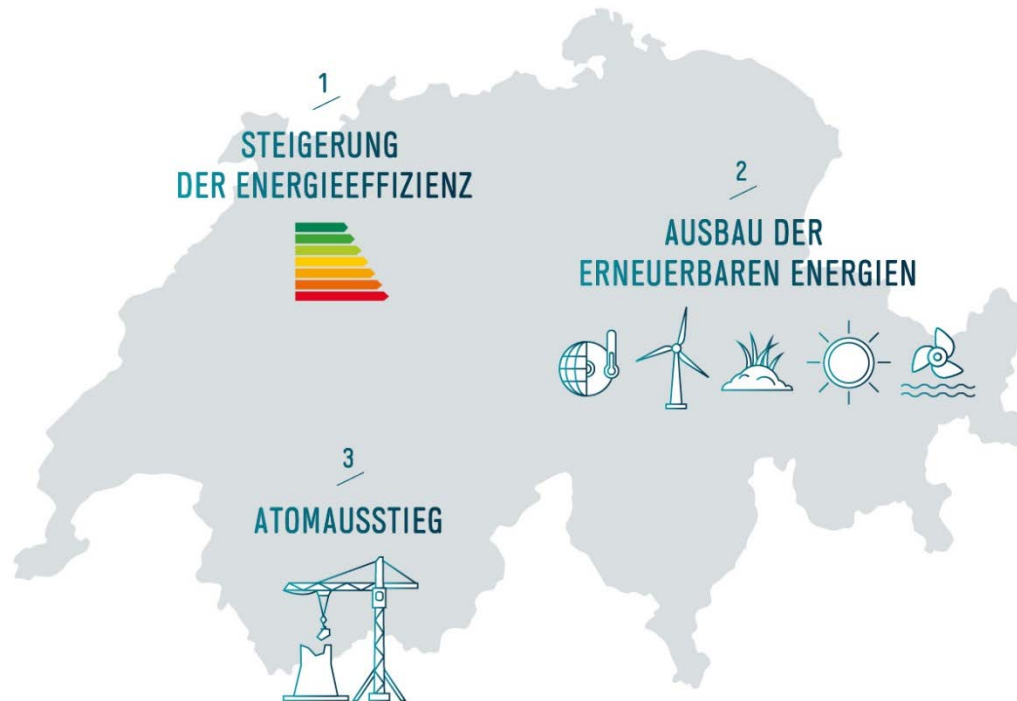 1
STEIGERUNG
DER ENERGIEEFFIZIENZ
2
AUSBAU DER
ERNEUERBAREN ENERGIEN
3
ATOMAUSSTIEG